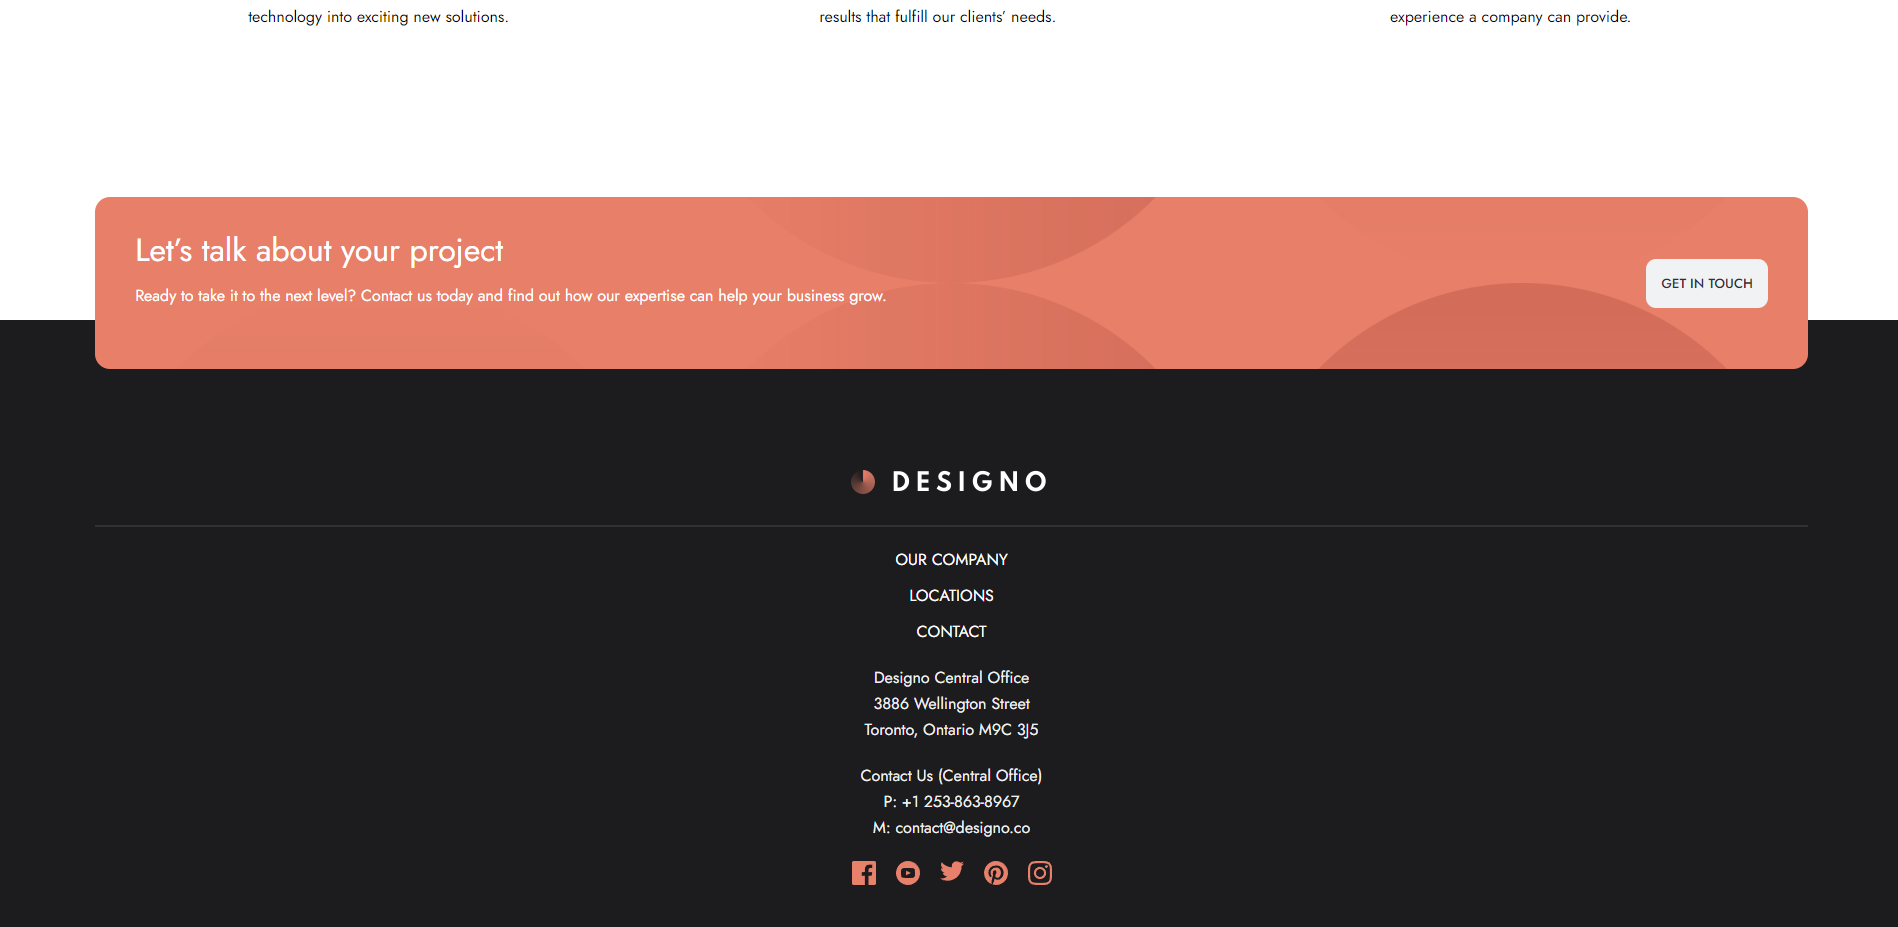 technology into exciting new solutions.
results that fulfill our clients’ needs.
experience a company can provide.
Let’s talk about your project
Ready to take it to the next level? Contact us today and find out how our expertise can help your business grow.
GET IN TOUCH
DESIGNO
OUR COMPANY
LOCATIONS
CONTACT
Designo Central Office
3886 Wellington Street
Toronto, Ontario M9C 3J5
Contact Us (Central Office)
P: +1 253-863-8967
M: contact@designo.co